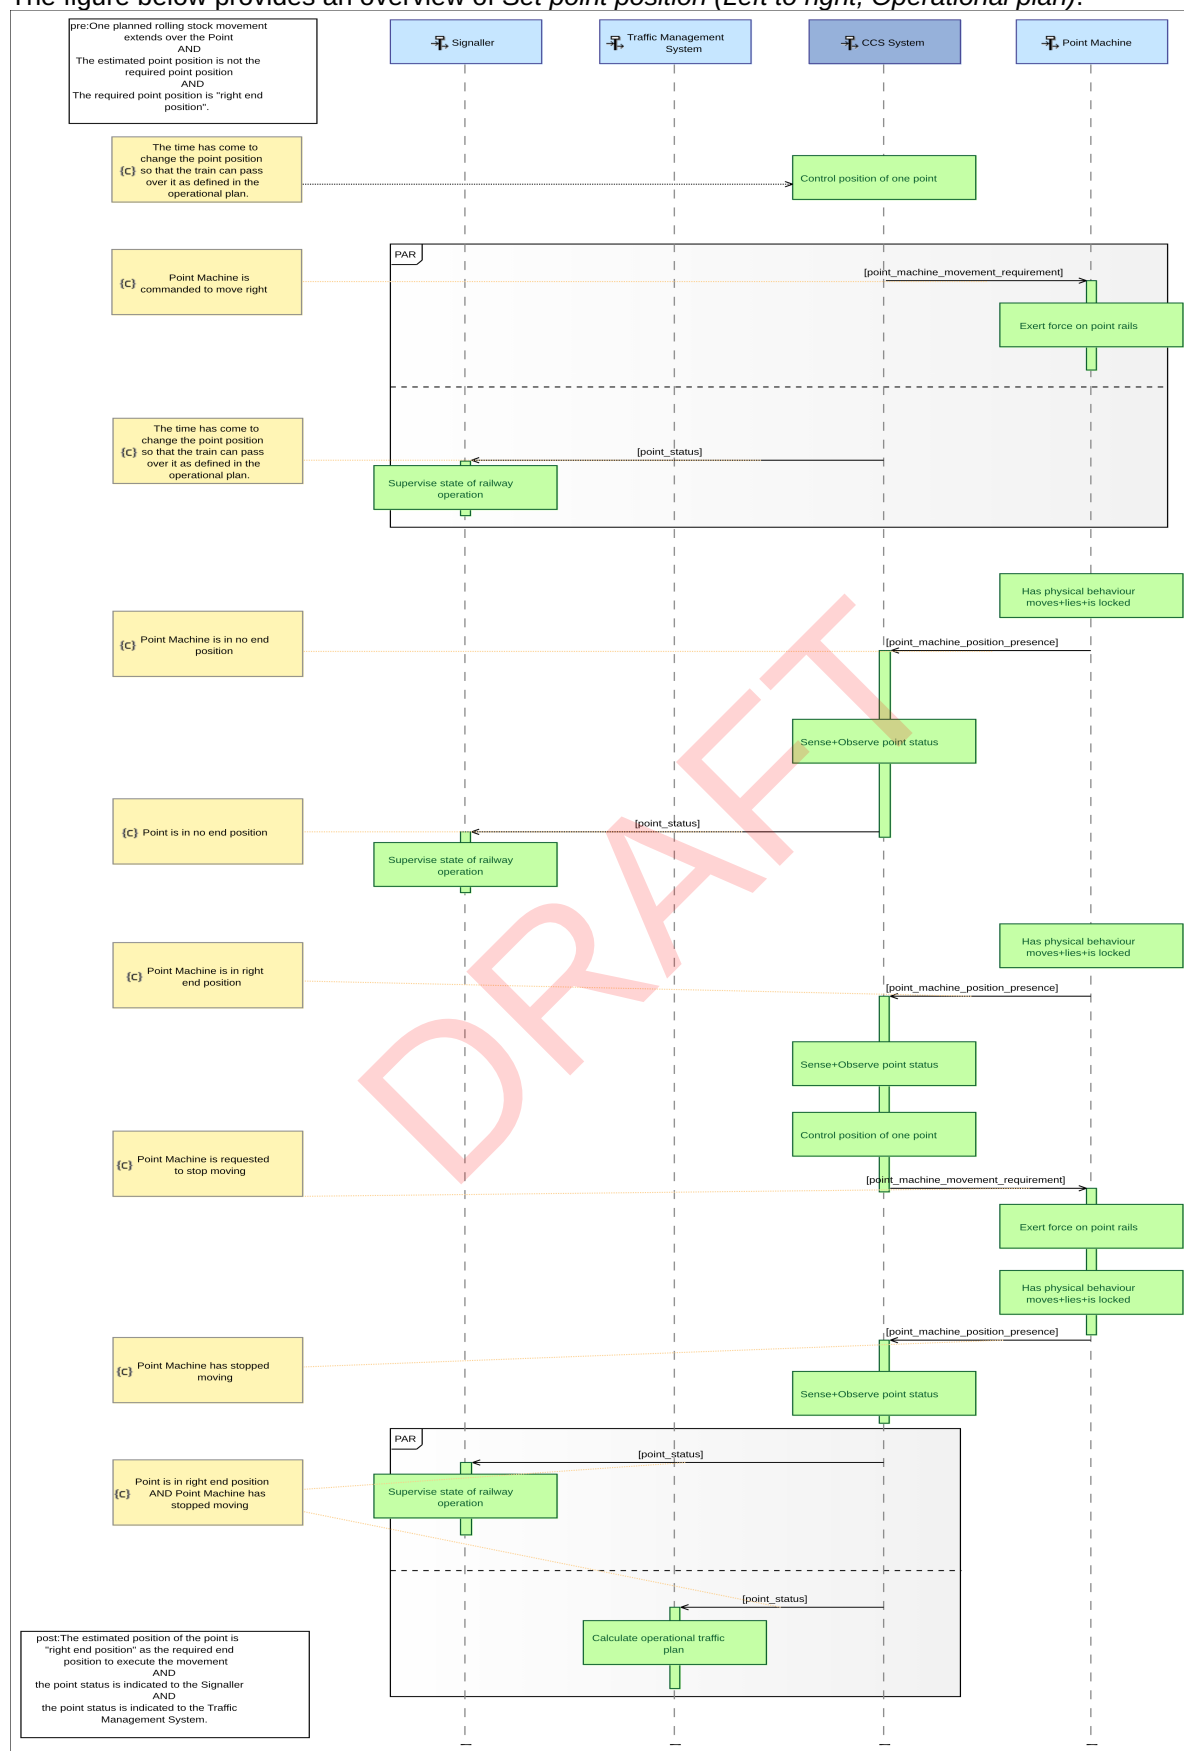 The figure below provides an overview of Set point position (Left to right, Operational plan).
pre:One planned rolling stock movement
extends over the Point
AND
The estimated point position is not the
required point position
AND
The required point position is "right end
position".
Signaller
Traffic Management
System
CCS System
Point Machine
The time has come to
change the point position
{c} so that the train can pass
over it as defined in the
operational plan.
Control position of one point
PAR
{c} Point Machine is
commanded to move right
[point_machine_movement_requirement]
Exert force on point rails
The time has come to
change the point position
{c} so that the train can pass
over it as defined in the
operational plan.
[point_status]
Supervise state of railway
operation
Has physical behaviour
moves+lies+is locked
{c} Point Machine is in no end
position
[point_machine_position_presence]
Sense+Observe point status
{c} Point is in no end position
[point_status]
Supervise state of railway
operation
Has physical behaviour
moves+lies+is locked
{c} Point Machine is in right
end position
[point_machine_position_presence]
Sense+Observe point status
Control position of one point
{c} Point Machine is requested
to stop moving
[point_machine_movement_requirement]
Exert force on point rails
Has physical behaviour
moves+lies+is locked
{c} Point Machine has stopped
moving
[point_machine_position_presence]
Sense+Observe point status
PAR
[point_status]
Point is in right end position
{c} AND Point Machine has
stopped moving
Supervise state of railway
operation
[point_status]
Calculate operational traffic
plan
post:The estimated position of the point is
"right end position" as the required end
position to execute the movement
AND
the point status is indicated to the Signaller
AND
the point status is indicated to the Traffic
Management System.
DRAFT